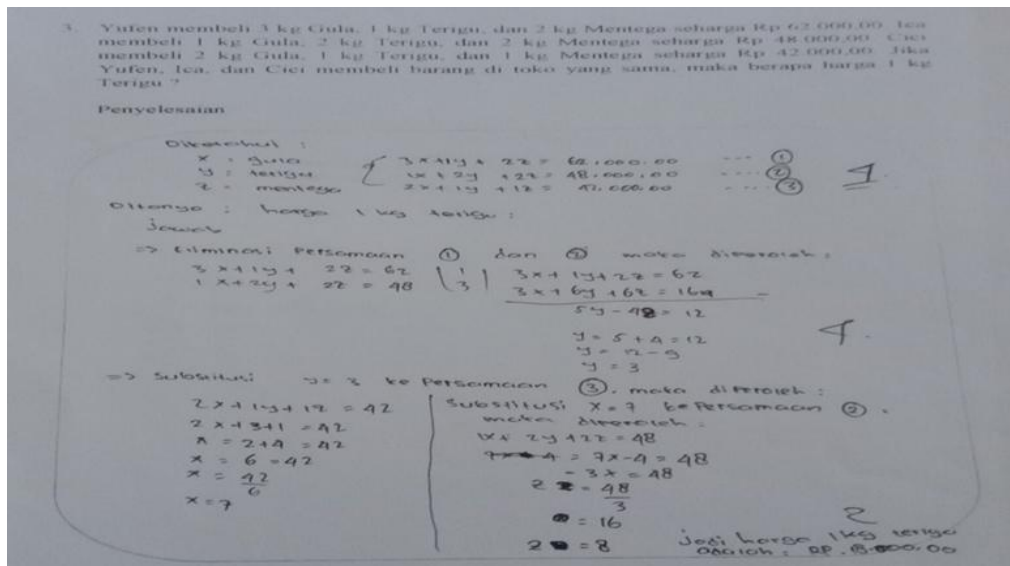 3. Yufen membeli 3 kg Gula, 1 kg Terigu, dan 2 kg Mentega seharga Rp 62.000,00. Ica
membeli 1 kg Gula, 2 kg Terigu, dan 2 kg Mentega seharga Rp 48.000,00. Cici
membeli 2 kg Gula, 1 kg Terigu, dan 1 kg Mentega seharga Rp 42.000,00. Jika
Yufen, Ica, dan Cici membeli barang di toko yang sama, maka berapa harga 1 kg
Terigu ?
Penyelesaian
Diketahui :
x : gula { 3x+1y+ 2z = 62.000.00 --- ①
y : terigu 1x+2y +2z = 48.000.00 --- ②
z = mentega 2x+1y +1z = 42.000.00 --- ③
1
Ditanya : harga 1 kg terigu :
Jawab
=> Eliminasi Persamaan ① dan ② maka diperoleh :
3x+1y+ 2z = 62 | 1 | 3x+ 1y+2z = 62
1x+2y+ 2z = 48 | 3 | 3x+6y+6z = 144 -
5y-4z = 12
y = 5+4 = 12
y = 12-9
y = 3
4
=> Substitusi y = 3 ke Persamaan ③, maka diperoleh :
2x+1y+1z = 42
2x+3+1 = 42
x = 2+4 = 42
x = 6 = 42
x = 42
6
x = 7
Substitusi x = 7 ke Persamaan ②.
maka diperoleh :
1x+ 2y+2z = 48
= 7x-4 = 48
= 3x = 48
2 = 48
3
= 16
2 = 8
2
Jadi harga 1kg terigu
adalah : RP. 000.00